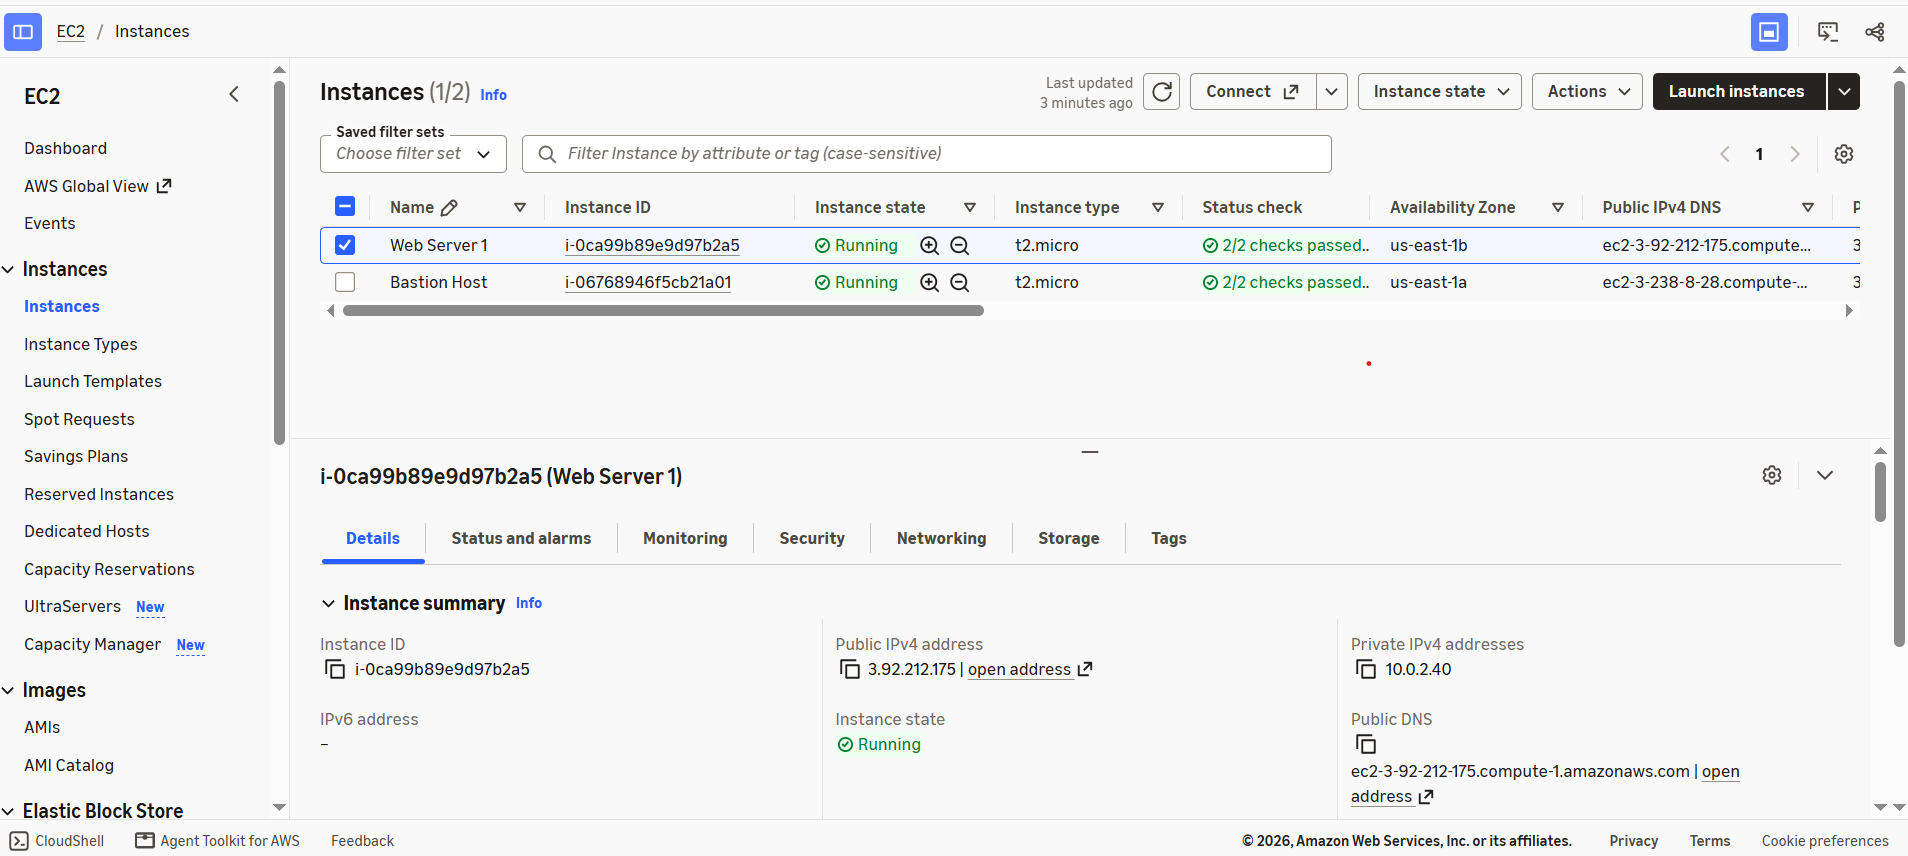 EC2 / Instances
EC2
Dashboard
AWS Global View
Events
Instances
Instances
Instance Types
Launch Templates
Spot Requests
Savings Plans
Reserved Instances
Dedicated Hosts
Capacity Reservations
UltraServers New
Capacity Manager New
Images
AMIs
AMI Catalog
Elastic Block Store
Instances (1/2) Info
Last updated
3 minutes ago
Connect
Instance state
Actions
Launch instances
Saved filter sets
Choose filter set
Filter Instance by attribute or tag (case-sensitive)
1
Name Instance ID Instance state Instance type Status check Availability Zone Public IPv4 DNS P
Web Server 1 i-0ca99b89e9d97b2a5 Running t2.micro 2/2 checks passed.. us-east-1b ec2-3-92-212-175.compute... 3
Bastion Host i-06768946f5cb21a01 Running t2.micro 2/2 checks passed.. us-east-1a ec2-3-238-8-28.compute-... 3
i-0ca99b89e9d97b2a5 (Web Server 1)
Details Status and alarms Monitoring Security Networking Storage Tags
Instance summary Info
Instance ID
i-0ca99b89e9d97b2a5
IPv6 address
–
Public IPv4 address
3.92.212.175 | open address
Instance state
Running
Private IPv4 addresses
10.0.2.40
Public DNS
ec2-3-92-212-175.compute-1.amazonaws.com | open
address
CloudShell Agent Toolkit for AWS Feedback © 2026, Amazon Web Services, Inc. or its affiliates. Privacy Terms Cookie preferences